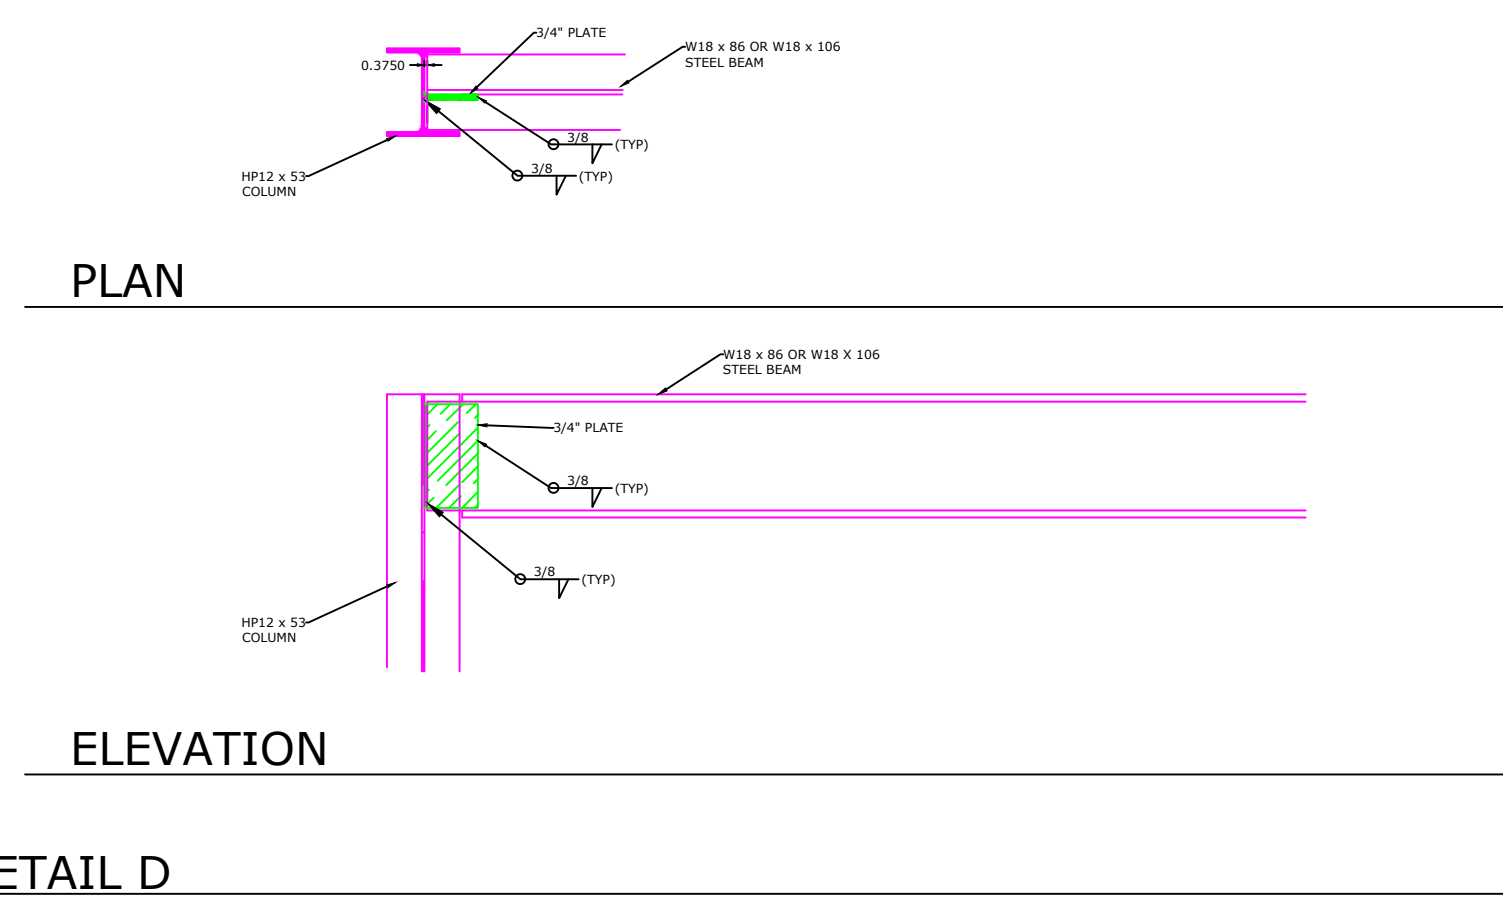 3/4" PLATE
W18 x 86 OR W18 x 106
STEEL BEAM
0.3750
3/8
(TYP)
3/8
(TYP)
HP12 x 53
COLUMN
PLAN
W18 x 86 OR W18 X 106
STEEL BEAM
3/4" PLATE
3/8
(TYP)
3/8
(TYP)
HP12 x 53
COLUMN
ELEVATION
ETAIL D